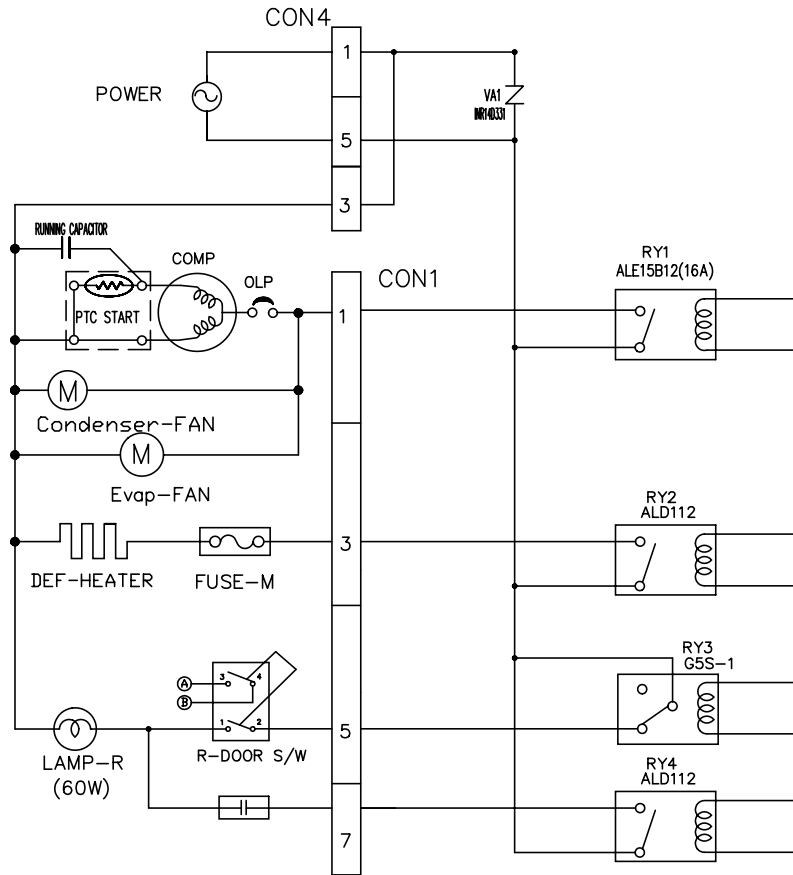 CON4
1
POWER
VA1
INR14D331
5
3
RUNNING CAPACITOR
COMP
OLP
CON1
RY1
ALE15B12(16A)
PTC START
1
M
Condenser-FAN
M
Evap-FAN
RY2
ALD112
3
DEF-HEATER
FUSE-M
RY3
G5S-1
A
3
4
B
1
2
5
R-DOOR S/W
LAMP-R
(60W)
RY4
ALD112
7